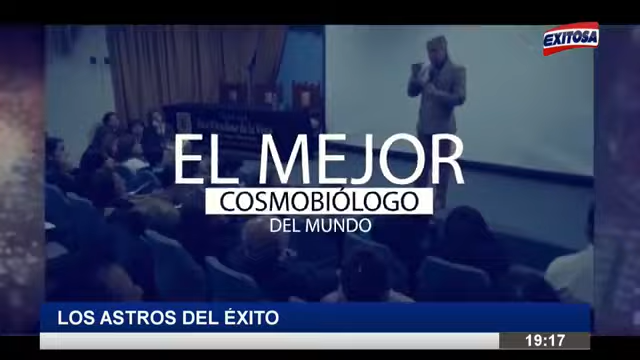 EXITOSA
EL MEJOR
COSMOBIÓLOGO
DEL MUNDO
LOS ASTROS DEL ÉXITO
19:17